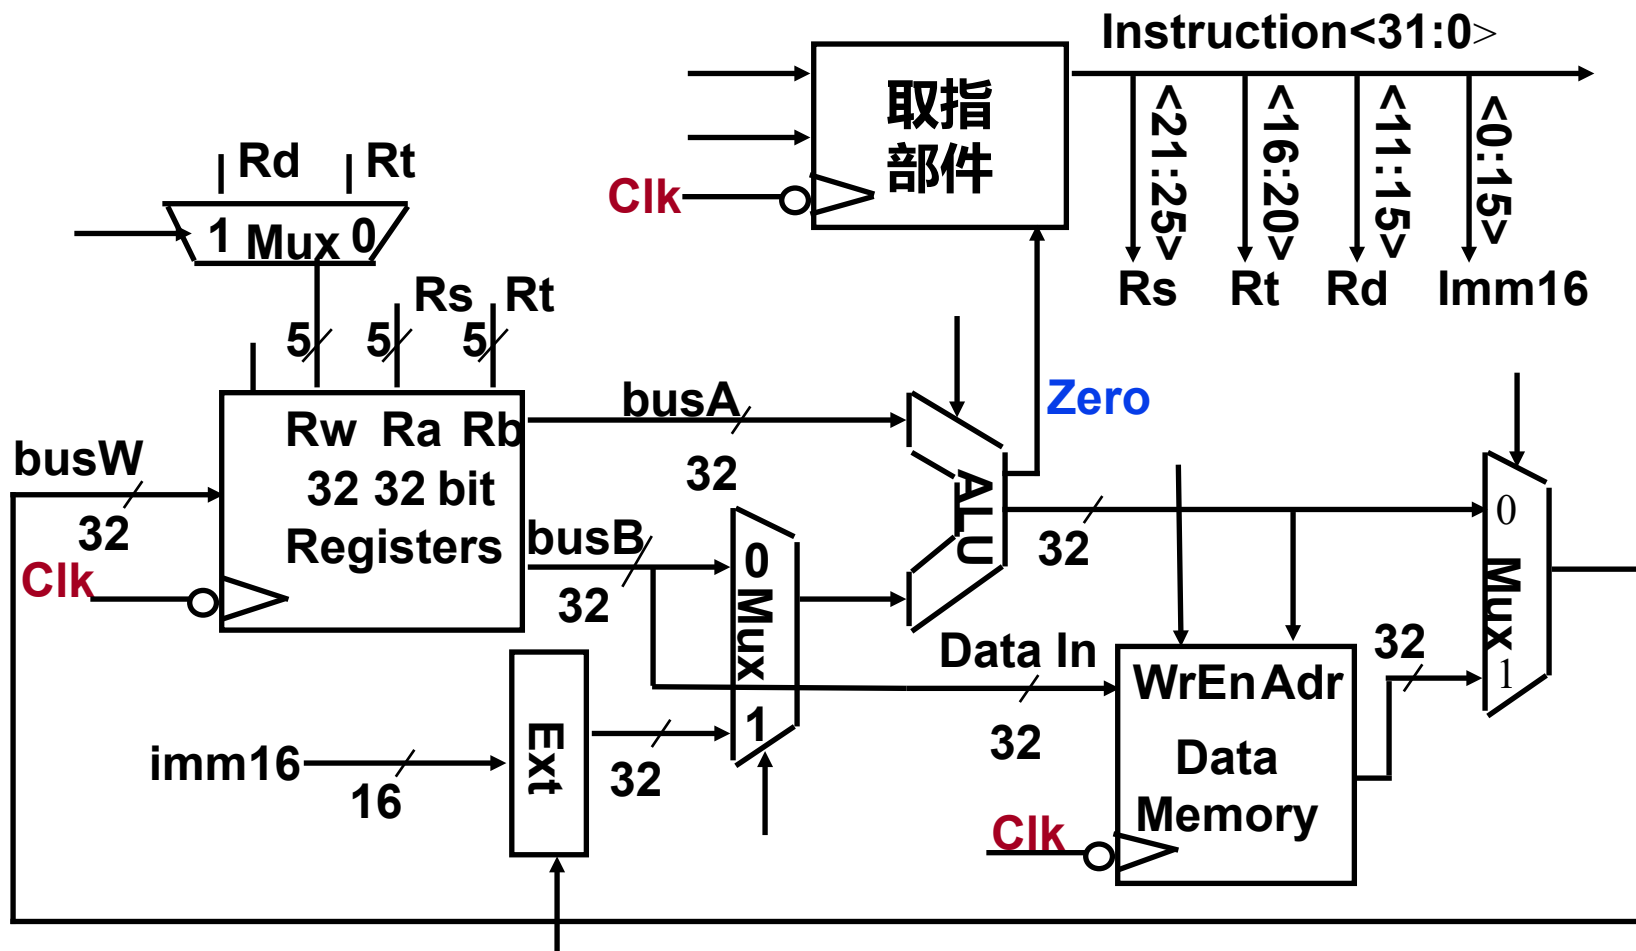 Instruction<31:0>
取指
部件
Clk
<21:25>
<16:20>
<11:15>
<0:15>
Rs
Rt
Rd
Imm16
Rd
Rt
1 Mux 0
Rs
Rt
5
5
5
Rw Ra Rb
32 32 bit
Registers
busW
32
Clk
busA
32
busB
32
0
Mux
1
ALU
Zero
32
imm16
16
Ext
32
Data In
32
WrEn Adr
Data
Memory
Clk
32
0
Mux
1